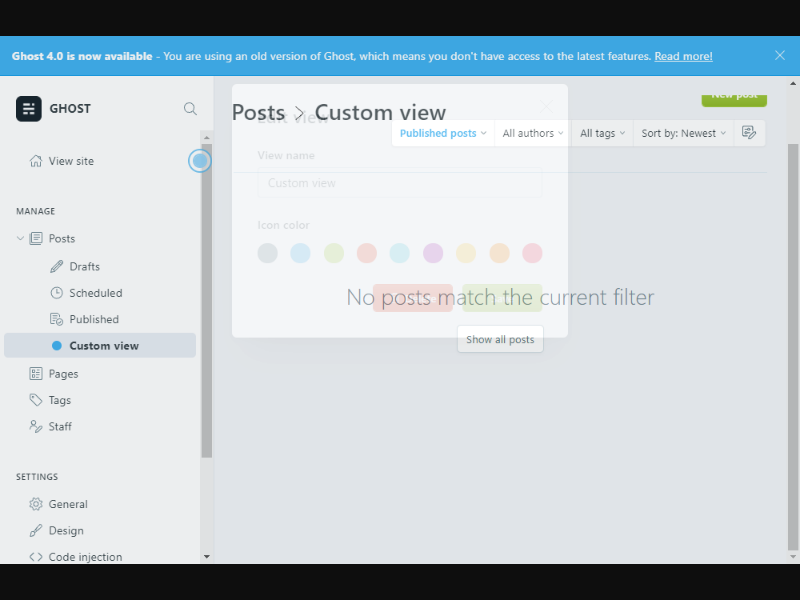 Ghost 4.0 is now available - You are using an old version of Ghost, which means you don't have access to the latest features. Read more!
GHOST
View site
MANAGE
Posts
Drafts
Scheduled
Published
Custom view
Pages
Tags
Staff
SETTINGS
General
Design
Code injection
New post
Posts > Custom view
Edit view
Published posts
All authors
All tags
Sort by: Newest
View name
Custom view
Icon color
No posts match the current filter
Show all posts